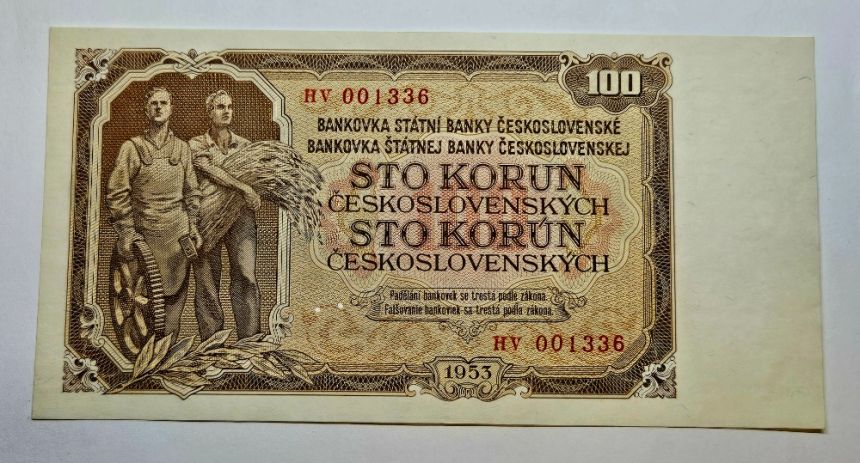 100
HV 001336
BANKOVKA STÁTNÍ BANKY ČESKOSLOVENSKÉ
BANKOVKA ŠTÁTNEJ BANKY ČESKOSLOVENSKEJ
STO KORUN
ČESKOSLOVENSKÝCH
STO KORÚN
ČESKOSLOVENSKÝCH
Padělání bankovek se trestá podle zákona.
Falšovanie bankoviek sa trestá podľa zákona.
HV 001336
1953